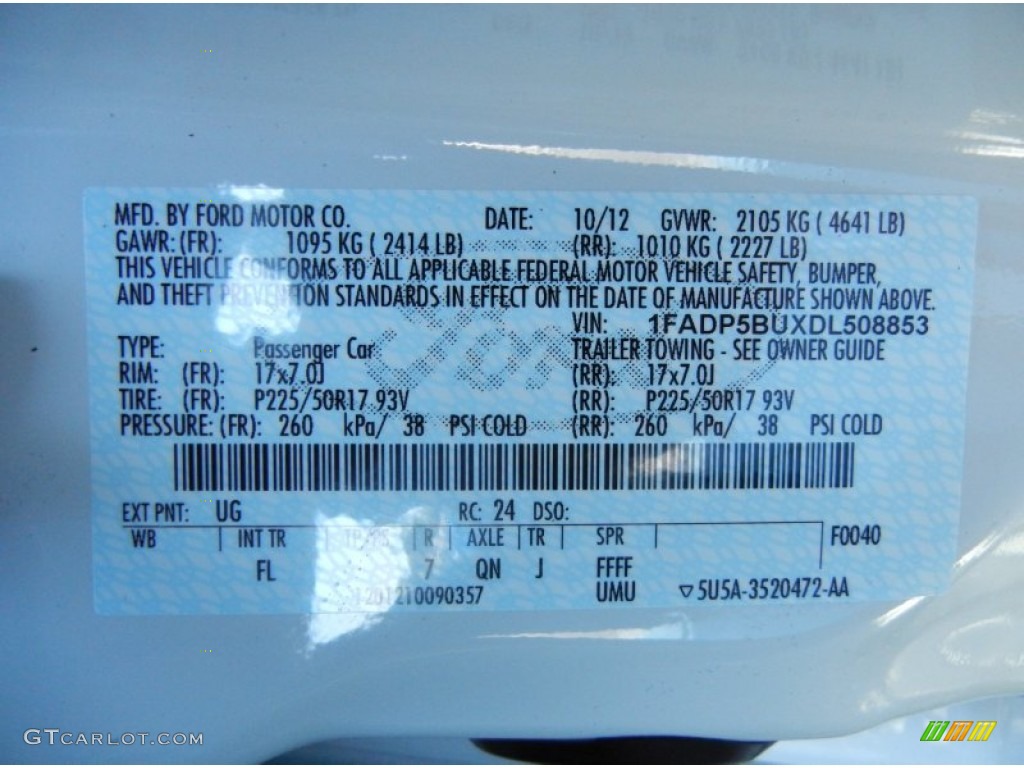 MFD. BY FORD MOTOR CO. DATE: 10/12 GVWR: 2105 KG ( 4641 LB)
GAWR: (FR): 1095 KG ( 2414 LB) (RR): 1010 KG ( 2227 LB)
THIS VEHICLE CONFORMS TO ALL APPLICABLE FEDERAL MOTOR VEHICLE SAFETY, BUMPER,
AND THEFT PREVENTION STANDARDS IN EFFECT ON THE DATE OF MANUFACTURE SHOWN ABOVE.
VIN: 1FADP5BUXDL508853
TYPE: Passenger Car TRAILER TOWING - SEE OWNER GUIDE
RIM: (FR): 17x7.0J (RR): 17x7.0J
TIRE: (FR): P225/50R17 93V (RR): P225/50R17 93V
PRESSURE: (FR): 260 kPa/ 38 PSI COLD (RR): 260 kPa/ 38 PSI COLD
EXT PNT: UG RC: 24 DSO:
WB INT TR R AXLE TR SPR F0040
FL 7 QN J FFFF
201210090357 UMU ▽5U5A-3520472-AA
GTCARLOT.COM